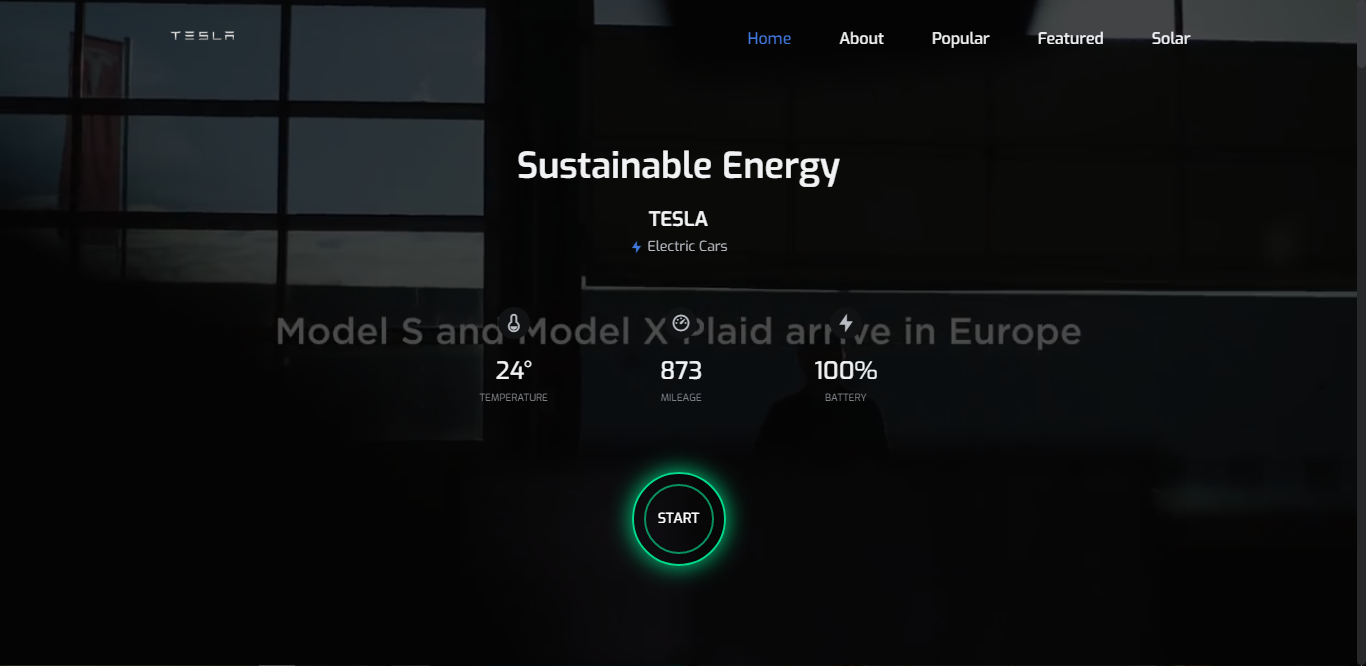 TESLA
Home About Popular Featured Solar
Sustainable Energy
TESLA
Electric Cars
Model S and Model X Plaid arrive in Europe
24° 873 100%
TEMPERATURE MILEAGE BATTERY
START